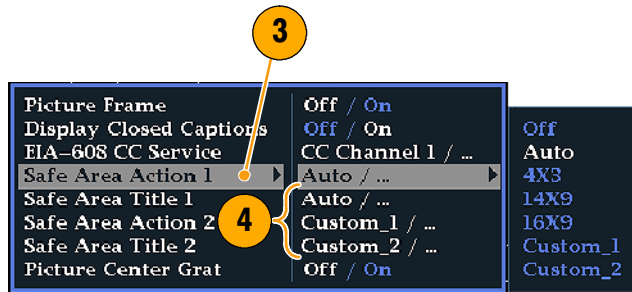 3
Picture Frame Off / On
Display Closed Captions Off / On Off
EIA-608 CC Service CC Channel 1 / ... Auto
Safe Area Action 1 Auto / ... 4X3
Safe Area Title 1 Auto / ... 14X9
Safe Area Action 2 4 Custom_1 / ... 16X9
Safe Area Title 2 Custom_2 / ... Custom_1
Picture Center Grat Off / On Custom_2